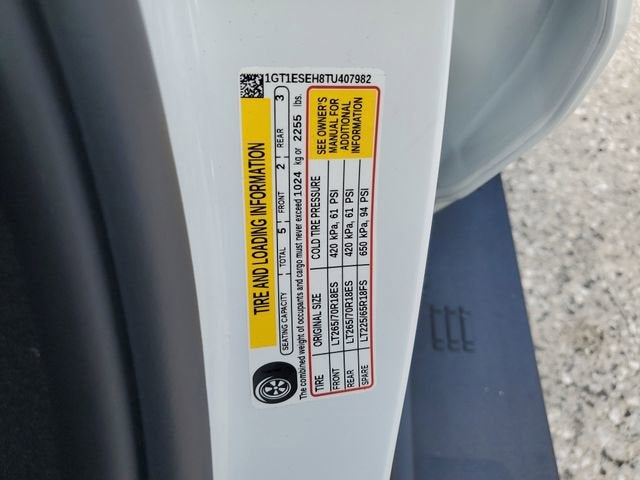 1GT1ESEH8TU407982
TIRE AND LOADING INFORMATION
SEATING CAPACITY TOTAL 5 FRONT 2 REAR 3
The combined weight of occupants and cargo must never exceed 1024 kg or 2255 lbs.
TIRE ORIGINAL SIZE COLD TIRE PRESSURE
FRONT LT265/70R18ES 420 kPa, 61 PSI
REAR LT265/70R18ES 420 kPa, 61 PSI
SPARE LT225/65R18FS 650 kPa, 94 PSI
SEE OWNER'S
MANUAL FOR
ADDITIONAL
INFORMATION